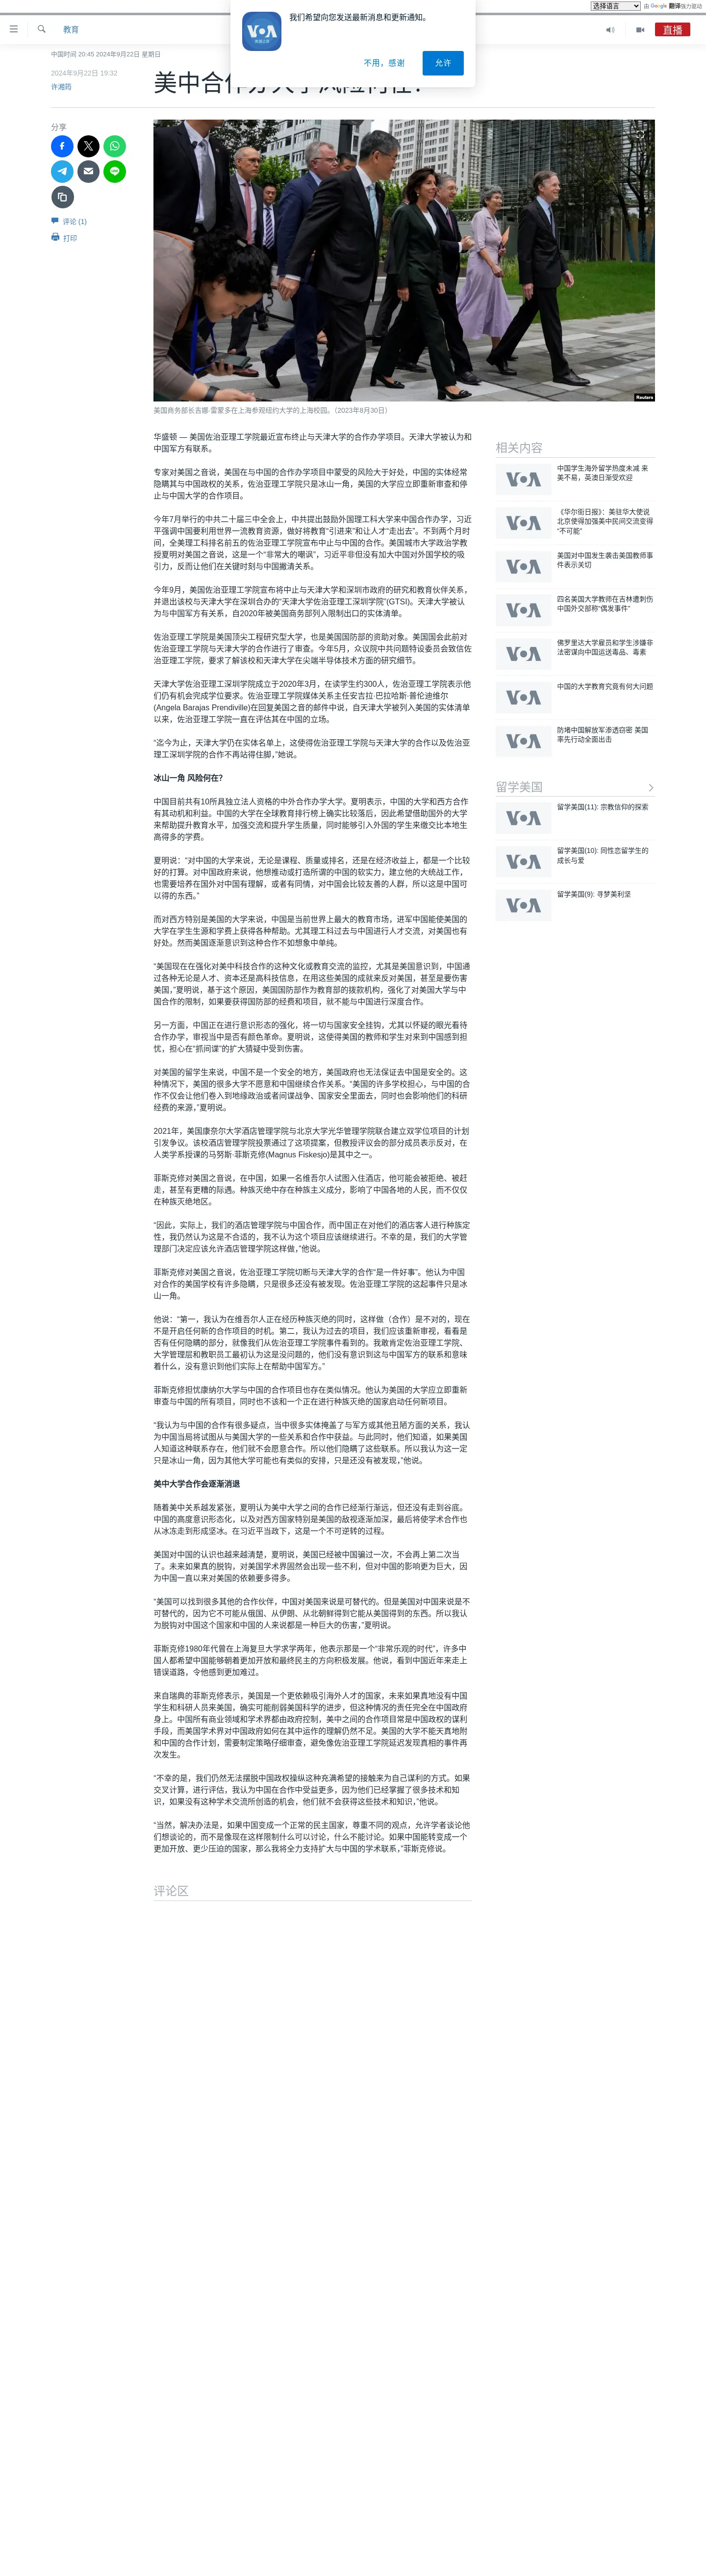 选择语言
由 Google 翻译强力驱动
我们希望向您发送最新消息和更新通知。
VOA
不用，感谢
允许
教育
直播
中国时间 20:45 2024年9月22日 星期日
2024年9月22日 19:32
许湘筠
分享
评论 (1)
打印
Reuters
美国商务部长吉娜·雷蒙多在上海参观纽约大学的上海校园。（2023年8月30日）
华盛顿 — 美国佐治亚理工学院最近宣布终止与天津大学的合作办学项目。天津大学被认为和
中国军方有联系。
专家对美国之音说，美国在与中国的合作办学项目中蒙受的风险大于好处，中国的实体经常
隐瞒其与中国政权的关系，佐治亚理工学院只是冰山一角，美国的大学应立即重新审查和停
止与中国大学的合作项目。
今年7月举行的中共二十届三中全会上，中共提出鼓励外国理工科大学来中国合作办学，习近
平强调中国要利用世界一流教育资源，做好将教育“引进来”和让人才“走出去”。不到两个月时
间，全美理工科排名前五的佐治亚理工学院宣布中止与中国的合作。美国城市大学政治学教
授夏明对美国之音说，这是一个“非常大的嘲讽”，习近平非但没有加大中国对外国学校的吸
引力，反而让他们在关键时刻与中国撇清关系。
今年9月，美国佐治亚理工学院宣布将中止与天津大学和深圳市政府的研究和教育伙伴关系，
并退出该校与天津大学在深圳合办的“天津大学佐治亚理工深圳学院”(GTSI)。天津大学被认
为与中国军方有关系，自2020年被美国商务部列入限制出口的实体清单。
佐治亚理工学院是美国顶尖工程研究型大学，也是美国国防部的资助对象。美国国会此前对
佐治亚理工学院与天津大学的合作进行了审查。今年5月，众议院中共问题特设委员会致信佐
治亚理工学院，要求了解该校和天津大学在尖端半导体技术方面的研究细节。
天津大学佐治亚理工深圳学院成立于2020年3月，在读学生约300人，佐治亚理工学院表示他
们仍有机会完成学位要求。佐治亚理工学院媒体关系主任安吉拉·巴拉哈斯·普伦迪维尔
(Angela Barajas Prendiville)在回复美国之音的邮件中说，自天津大学被列入美国的实体清单
以来，佐治亚理工学院一直在评估其在中国的立场。
“迄今为止，天津大学仍在实体名单上，这使得佐治亚理工学院与天津大学的合作以及佐治亚
理工深圳学院的合作不再站得住脚，”她说。
冰山一角 风险何在？
中国目前共有10所具独立法人资格的中外合作办学大学。夏明表示，中国的大学和西方合作
有其动机和利益。中国的大学在全球教育排行榜上确实比较落后，因此希望借助国外的大学
来帮助提升教育水平，加强交流和提升学生质量，同时能够引入外国的学生来缴交比本地生
高得多的学费。
夏明说：“对中国的大学来说，无论是课程、质量或排名，还是在经济收益上，都是一个比较
好的打算。对中国政府来说，他想推动或打造所谓的中国的软实力，建立他的大统战工作，
也需要培养在国外对中国有理解，或者有同情，对中国会比较友善的人群，所以这是中国可
以得的东西。”
而对西方特别是美国的大学来说，中国是当前世界上最大的教育市场，进军中国能使美国的
大学在学生生源和学费上获得各种帮助。尤其理工科过去与中国进行人才交流，对美国也有
好处。然而美国逐渐意识到这种合作不如想象中单纯。
“美国现在在强化对美中科技合作的这种文化或教育交流的监控，尤其是美国意识到，中国通
过各种无论是人才、资本还是高科技信息，在用这些美国的成就来反对美国，甚至是要伤害
美国，”夏明说，基于这个原因，美国国防部作为教育部的拨款机构，强化了对美国大学与中
国合作的限制，如果要获得国防部的经费和项目，就不能与中国进行深度合作。
另一方面，中国正在进行意识形态的强化，将一切与国家安全挂钩，尤其以怀疑的眼光看待
合作办学，审视当中是否有颜色革命。夏明说，这使得美国的教师和学生对来到中国感到担
忧，担心在“抓间谍”的扩大猜疑中受到伤害。
对美国的留学生来说，中国不是一个安全的地方，美国政府也无法保证去中国是安全的。这
种情况下，美国的很多大学不愿意和中国继续合作关系。“美国的许多学校担心，与中国的合
作不仅会让他们卷入到地缘政治或者间谍战争、国家安全里面去，同时也会影响他们的科研
经费的来源，”夏明说。
2021年，美国康奈尔大学酒店管理学院与北京大学光华管理学院联合建立双学位项目的计划
引发争议。该校酒店管理学院投票通过了这项提案，但教授评议会的部分成员表示反对，在
人类学系授课的马努斯·菲斯克修(Magnus Fiskesjo)是其中之一。
菲斯克修对美国之音说，在中国，如果一名维吾尔人试图入住酒店，他可能会被拒绝、被赶
走，甚至有更糟的际遇。种族灭绝中存在种族主义成分，影响了中国各地的人民，而不仅仅
在种族灭绝地区。
“因此，实际上，我们的酒店管理学院与中国合作，而中国正在对他们的酒店客人进行种族定
性，我仍然认为这是不合适的，我不认为这个项目应该继续进行。不幸的是，我们的大学管
理部门决定应该允许酒店管理学院这样做，”他说。
菲斯克修对美国之音说，佐治亚理工学院切断与天津大学的合作“是一件好事”。他认为中国
对合作的美国学校有许多隐瞒，只是很多还没有被发现。佐治亚理工学院的这起事件只是冰
山一角。
他说：“第一，我认为在维吾尔人正在经历种族灭绝的同时，这样做（合作）是不对的，现在
不是开启任何新的合作项目的时机。第二，我认为过去的项目，我们应该重新审视，看看是
否有任何隐瞒的部分，就像我们从佐治亚理工学院事件看到的。我敢肯定佐治亚理工学院、
大学管理层和教职员工最初认为这是没问题的，他们没有意识到这与中国军方的联系和意味
着什么，没有意识到他们实际上在帮助中国军方。”
菲斯克修担忧康纳尔大学与中国的合作项目也存在类似情况。他认为美国的大学应立即重新
审查与中国的所有项目，同时也不该和一个正在进行种族灭绝的国家启动任何新项目。
“我认为与中国的合作有很多疑点，当中很多实体掩盖了与军方或其他丑陋方面的关系，我认
为中国当局将试图从与美国大学的一些关系和合作中获益。与此同时，他们知道，如果美国
人知道这种联系存在，他们就不会愿意合作。所以他们隐瞒了这些联系。所以我认为这一定
只是冰山一角，因为其他大学可能也有类似的安排，只是还没有被发现，”他说。
美中大学合作会逐渐消退
随着美中关系越发紧张，夏明认为美中大学之间的合作已经渐行渐远，但还没有走到谷底。
中国的高度意识形态化，以及对西方国家特别是美国的敌视逐渐加深，最后将使学术合作也
从冰冻走到形成坚冰。在习近平当政下，这是一个不可逆转的过程。
美国对中国的认识也越来越清楚，夏明说，美国已经被中国骗过一次，不会再上第二次当
了。未来如果真的脱钩，对美国学术界固然会出现一些不利，但对中国的影响更为巨大，因
为中国一直以来对美国的依赖要多得多。
“美国可以找到很多其他的合作伙伴，中国对美国来说是可替代的。但是美国对中国来说是不
可替代的，因为它不可能从俄国、从伊朗、从北朝鲜得到它能从美国得到的东西。所以我认
为脱钩对中国这个国家和中国的人来说都是一种巨大的伤害，”夏明说。
菲斯克修1980年代曾在上海复旦大学求学两年，他表示那是一个“非常乐观的时代”，许多中
国人都希望中国能够朝着更加开放和最终民主的方向积极发展。他说，看到中国近年来走上
错误道路，令他感到更加难过。
来自瑞典的菲斯克修表示，美国是一个更依赖吸引海外人才的国家，未来如果真地没有中国
学生和科研人员来美国，确实可能削弱美国科学的进步，但这种情况的责任完全在中国政府
身上。中国所有商业领域和学术界都由政府控制，美中之间的合作项目常是中国政权的谋利
手段，而美国学术界对中国政府如何在其中运作的理解仍然不足。美国的大学不能天真地附
和中国的合作计划，需要制定策略仔细审查，避免像佐治亚理工学院延迟发现真相的事件再
次发生。
“不幸的是，我们仍然无法摆脱中国政权操纵这种充满希望的接触来为自己谋利的方式。如果
交叉计算，进行评估，我认为中国在合作中受益更多，因为他们已经掌握了很多技术和知
识，如果没有这种学术交流所创造的机会，他们就不会获得这些技术和知识，”他说。
“当然，解决办法是，如果中国变成一个正常的民主国家，尊重不同的观点，允许学者谈论他
们想谈论的，而不是像现在这样限制什么可以讨论，什么不能讨论。如果中国能转变成一个
更加开放、更少压迫的国家，那么我将全力支持扩大与中国的学术联系，”菲斯克修说。
评论区
相关内容
VOA
中国学生海外留学热度未减 来
美不易，英澳日渐受欢迎
VOA
《华尔街日报》：美驻华大使说
北京使得加强美中民间交流变得
“不可能”
VOA
美国对中国发生袭击美国教师事
件表示关切
VOA
四名美国大学教师在吉林遭刺伤
中国外交部称“偶发事件”
VOA
佛罗里达大学雇员和学生涉嫌非
法密谋向中国运送毒品、毒素
VOA
中国的大学教育究竟有何大问题
VOA
防堵中国解放军渗透窃密 美国
率先行动全面出击
留学美国
VOA
留学美国(11): 宗教信仰的探索
VOA
留学美国(10): 同性恋留学生的
成长与爱
VOA
留学美国(9): 寻梦美利坚